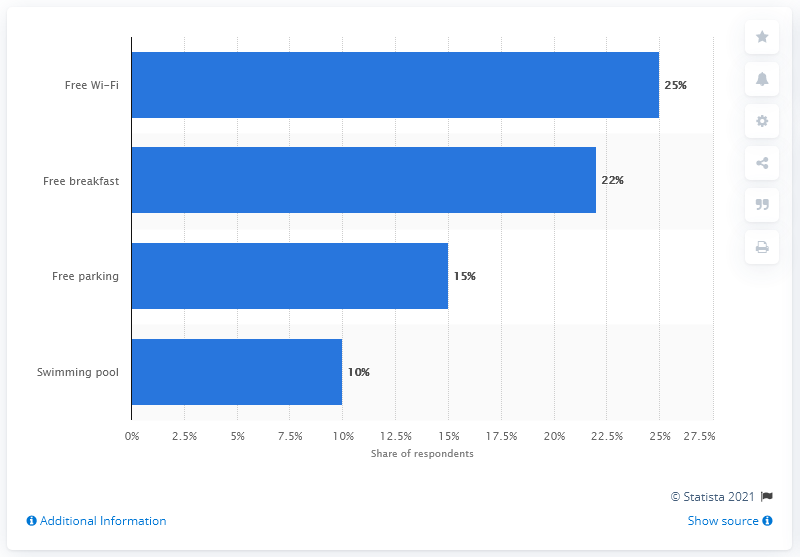 Free Wi-Fi
25%
Free breakfast
22%
Free parking
15%
Swimming pool
10%
0% 2.5% 5% 7.5% 10% 12.5% 15% 17.5% 20% 22.5% 25% 27.5%
Share of respondents
© Statista 2021
Additional Information
Show source